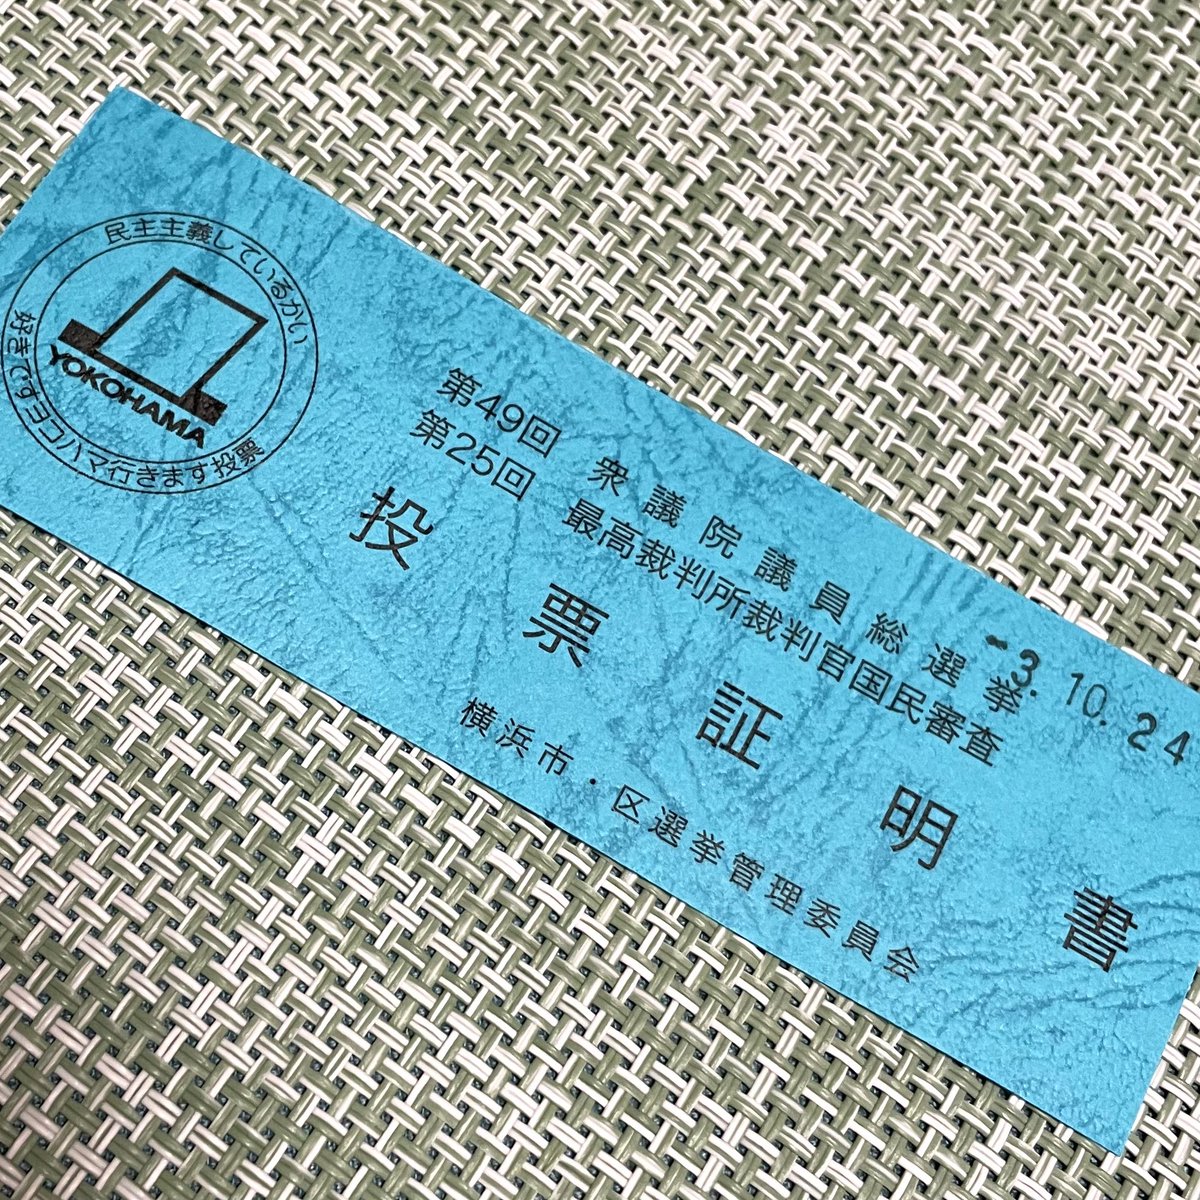 民主主義しているかい
YOKOHAMA
好きですヨコハマ行きます投票
第49回 衆議院議員総選挙
第25回 最高裁判所裁判官国民審査
-3.10.24
投票証明書
横浜市・区選挙管理委員会